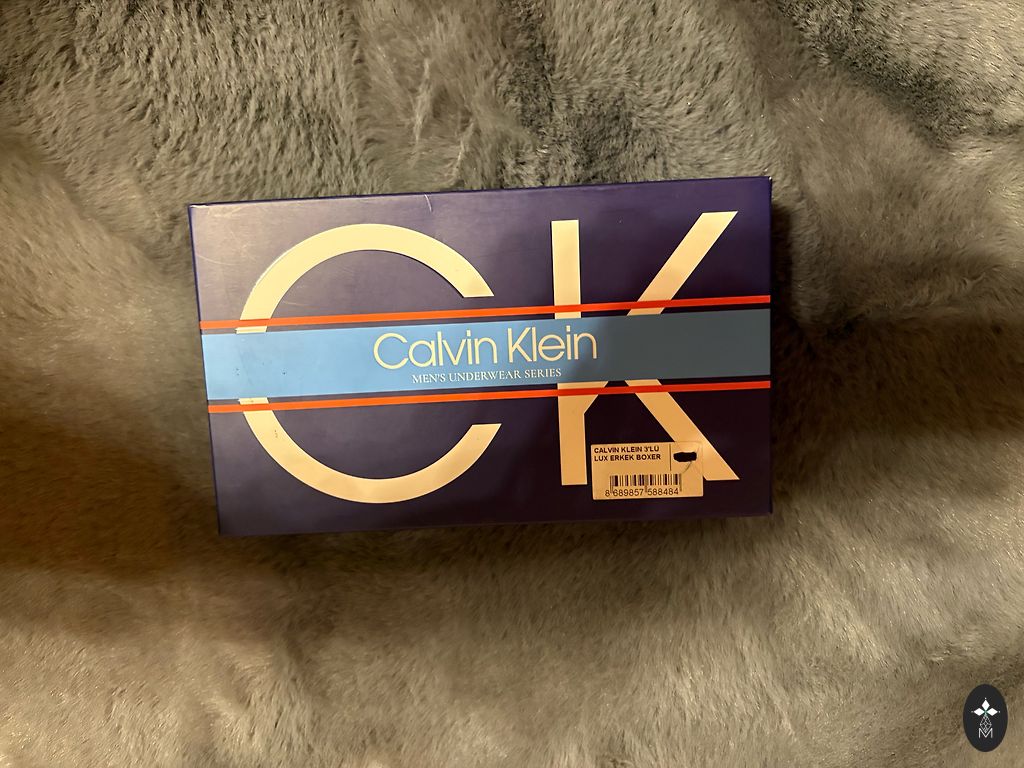 CK
Calvin Klein
MEN'S UNDERWEAR SERIES
CALVIN KLEIN 3'LÜ
LUX ERKEK BOXER
8 689857 588484
M